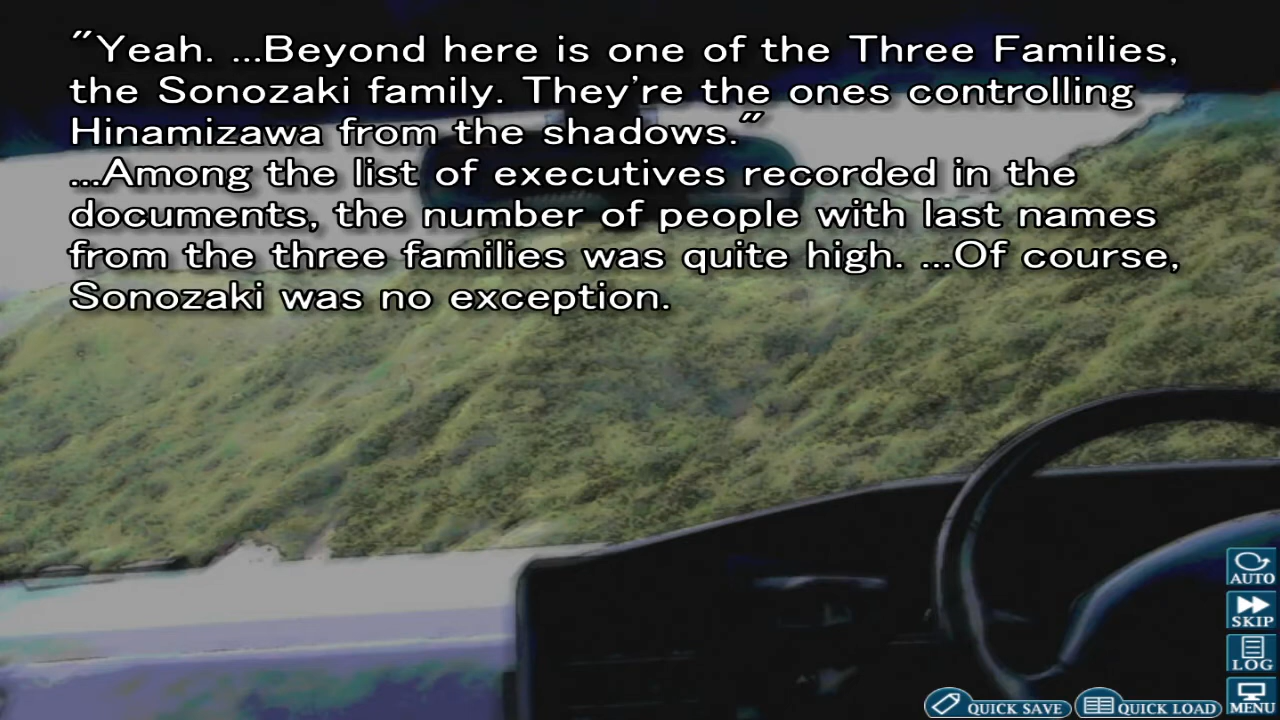 "Yeah. ...Beyond here is one of the Three Families,
the Sonozaki family. They're the ones controlling
Hinamizawa from the shadows."
...Among the list of executives recorded in the
documents, the number of people with last names
from the three families was quite high. ...Of course,
Sonozaki was no exception.
AUTO
SKIP
LOG
QUICK SAVE
QUICK LOAD
MENU